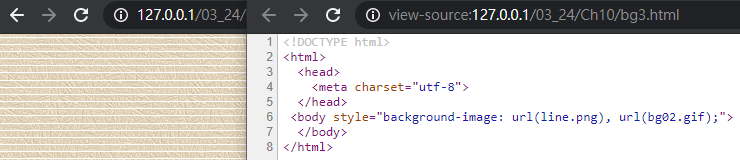 127.0.0.1/03_24/
view-source:127.0.0.1/03_24/Ch10/bg3.html
1 <!DOCTYPE html>
2 <html>
3 <head>
4 <meta charset="utf-8">
5 </head>
6 <body style="background-image: url(line.png), url(bg02.gif);">
7 </body>
8 </html>